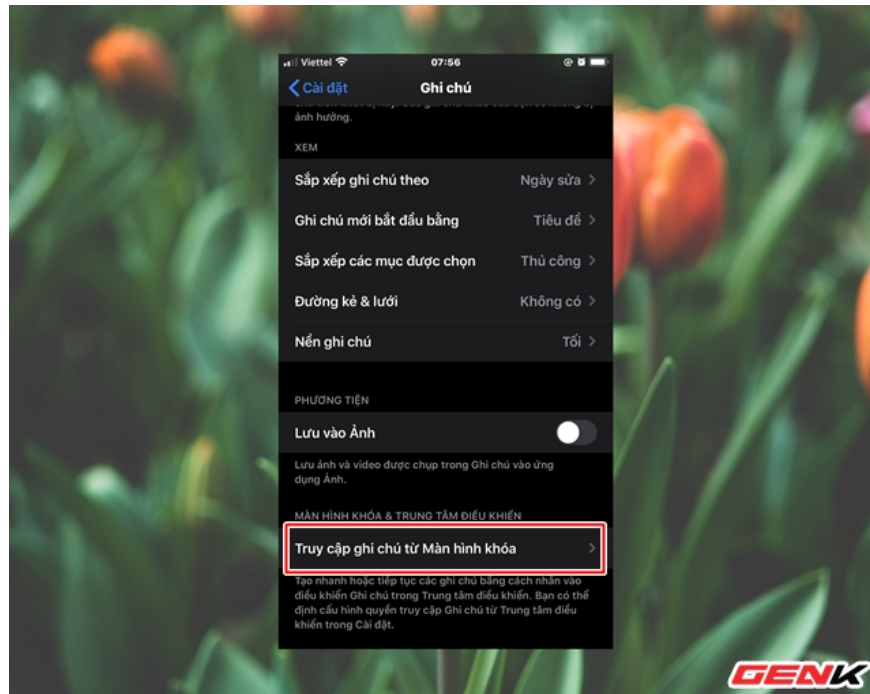 Viettel 07:56
Cài đặt Ghi chú
ảnh hưởng.
XEM
Sắp xếp ghi chú theo Ngày sửa
Ghi chú mới bắt đầu bằng Tiêu đề
Sắp xếp các mục được chọn Thủ công
Đường kẻ & lưới Không có
Nền ghi chú Tối
PHƯƠNG TIỆN
Lưu vào Ảnh
Lưu ảnh và video được chụp trong Ghi chú vào ứng
dụng Ảnh.
MÀN HÌNH KHÓA & TRUNG TÂM ĐIỀU KHIỂN
Truy cập ghi chú từ Màn hình khóa
Tạo nhanh hoặc tiếp tục các ghi chú bằng cách nhấn vào
điều khiển Ghi chú trong Trung tâm điều khiển. Bạn có thể
định cấu hình quyền truy cập Ghi chú từ Trung tâm điều
khiển trong Cài đặt.
GENK